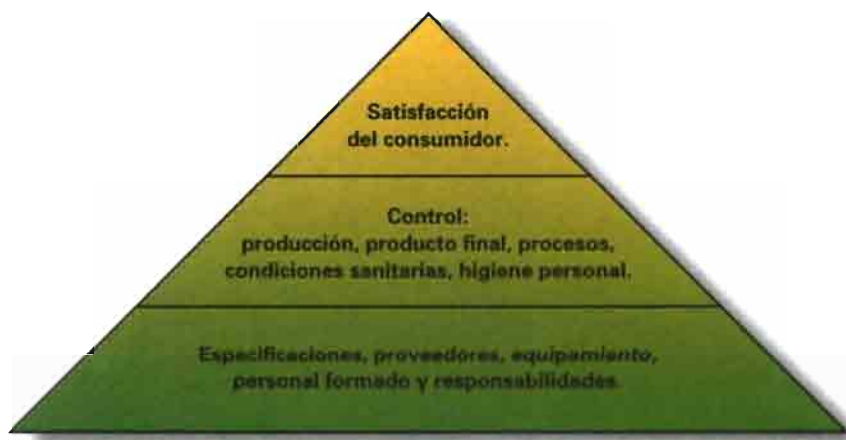 Satisfacción
del consumidor.
Control:
producción, producto final, procesos,
condiciones sanitarias, higiene personal.
Especificaciones, proveedores, equipamiento,
personal formado y responsabilidades.